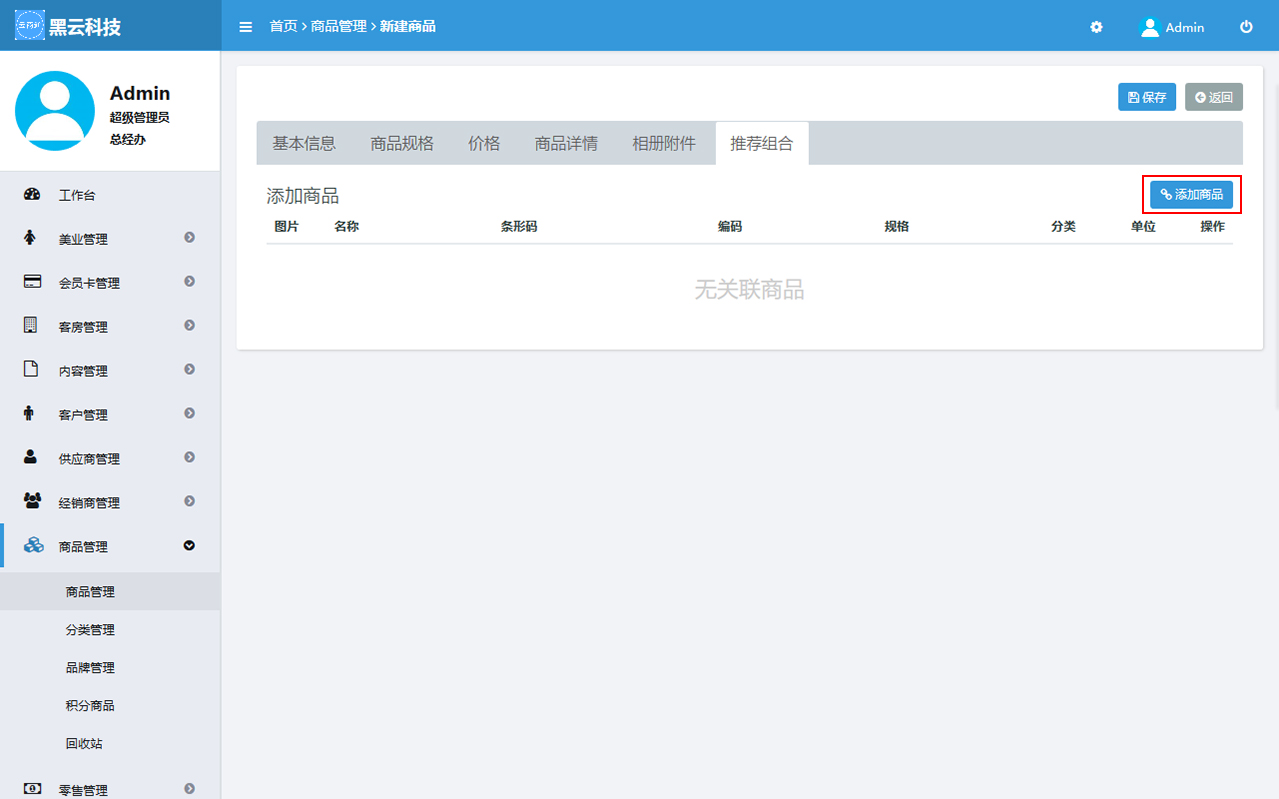 黑云科技
首页 > 商品管理 > 新建商品
Admin
Admin
超级管理员
总经办
工作台
美业管理
会员卡管理
客房管理
内容管理
客户管理
供应商管理
经销商管理
商品管理
商品管理
分类管理
品牌管理
积分商品
回收站
零售管理
保存 返回
基本信息 商品规格 价格 商品详情 相册附件 推荐组合
添加商品
添加商品
图片 名称 条形码 编码 规格 分类 单位 操作
无关联商品